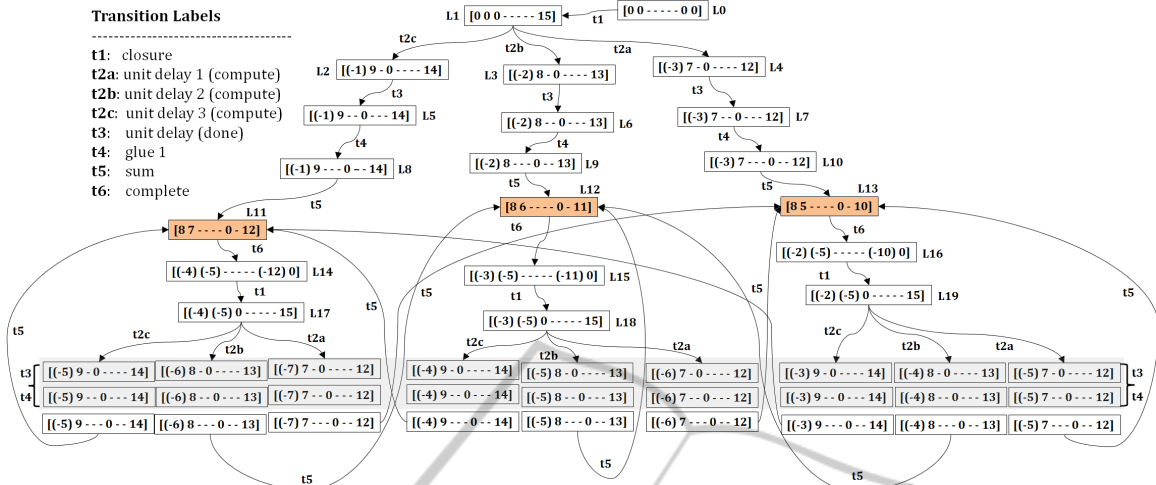 Transition Labels
------------------------------
t1: closure
t2a: unit delay 1 (compute)
t2b: unit delay 2 (compute)
t2c: unit delay 3 (compute)
t3: unit delay (done)
t4: glue 1
t5: sum
t6: complete
L1 [0 0 0 - - - - - 15] t1 [0 0 - - - - - 0 0] L0
t2c t2b t2a
L2 [(-1) 9 - 0 - - - - 14] L3 [(-2) 8 - 0 - - - - 13] [(-3) 7 - 0 - - - - 12] L4
t3 t3 t3
[(-1) 9 - - 0 - - - 14] L5 [(-2) 8 - - 0 - - - 13] L6 [(-3) 7 - - 0 - - - 12] L7
t4 t4 t4
[(-1) 9 - - - 0 - - 14] L8 [(-2) 8 - - - 0 - - 13] L9 [(-3) 7 - - - 0 - - 12] L10
t5 t5 t5
L11 L12 L13
[8 7 - - - - 0 - 12] [8 6 - - - - 0 - 11] [8 5 - - - - 0 - 10]
t6 t6 t6
[(-4) (-5) - - - - - (-12) 0] L14 [(-3) (-5) - - - - - (-11) 0] L15 [(-2) (-5) - - - - - (-10) 0] L16
t1 t1 t1
[(-4) (-5) 0 - - - - - 15] L17 [(-3) (-5) 0 - - - - - 15] L18 [(-2) (-5) 0 - - - - - 15] L19
t5 t5 t5 t5 t5
t2c t2b t2a t2c t2b t2a t2c t2b t2a
t3 [(-5) 9 - 0 - - - - 14] [(-6) 8 - 0 - - - - 13] [(-7) 7 - 0 - - - - 12] [(-4) 9 - 0 - - - - 14] [(-5) 8 - 0 - - - - 13] [(-6) 7 - 0 - - - - 12] [(-3) 9 - 0 - - - - 14] [(-4) 8 - 0 - - - - 13] [(-5) 7 - 0 - - - - 12] t3
t4 [(-5) 9 - - 0 - - - 14] [(-6) 8 - - 0 - - - 13] [(-7) 7 - - 0 - - - 12] [(-4) 9 - - 0 - - - 14] [(-5) 8 - - 0 - - - 13] [(-6) 7 - - 0 - - - 12] [(-3) 9 - - 0 - - - 14] [(-4) 8 - - 0 - - - 13] [(-5) 7 - - 0 - - - 12] t4
[(-5) 9 - - - 0 - - 14] [(-6) 8 - - - 0 - - 13] [(-7) 7 - - - 0 - - 12] [(-4) 9 - - - 0 - - 14] [(-5) 8 - - - 0 - - 13] [(-6) 7 - - - 0 - - 12] [(-3) 9 - - - 0 - - 14] [(-4) 8 - - - 0 - - 13] [(-5) 7 - - - 0 - - 12]
t5 t5 t5